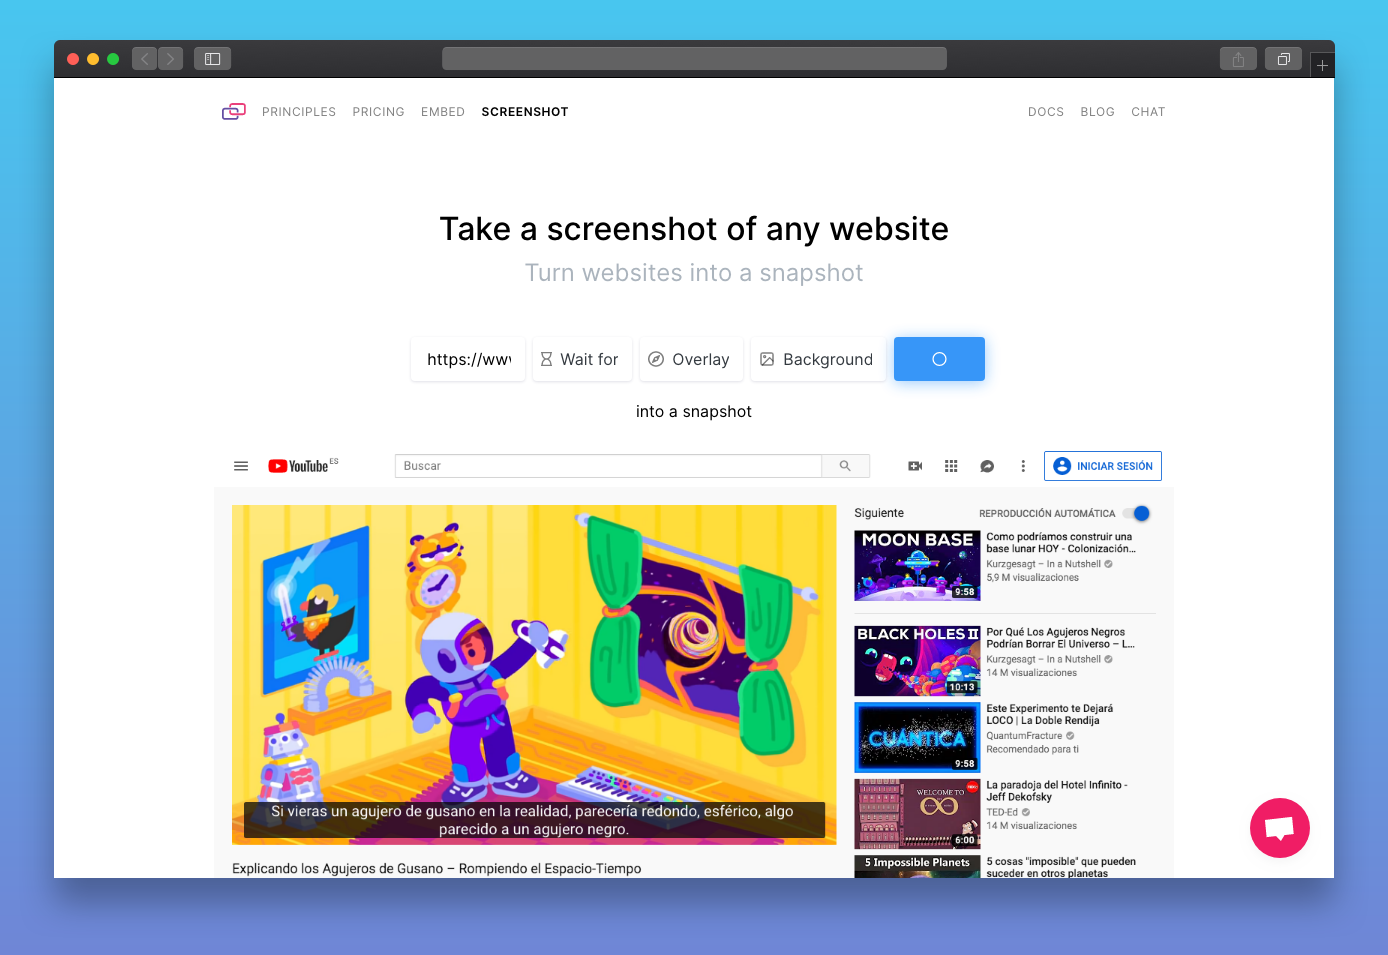 PRINCIPLES PRICING EMBED SCREENSHOT DOCS BLOG CHAT
Take a screenshot of any website
Turn websites into a snapshot
https://www Wait for Overlay Background
into a snapshot
YouTube ES Buscar INICIAR SESIÓN
Siguiente REPRODUCCIÓN AUTOMÁTICA
MOON BASE
9:58
Como podríamos construir una
base lunar HOY - Colonización...
Kurzgesagt – In a Nutshell
5,9 M visualizaciones
BLACK HOLES II
10:13
Por Qué Los Agujeros Negros
Podrían Borrar El Universo – L...
Kurzgesagt – In a Nutshell
14 M visualizaciones
CUÁNTICA
9:58
Este Experimento te Dejará
LOCO | La Doble Rendija
QuantumFracture
Recomendado para ti
WELCOME TO
6:00
La paradoja del Hotel Infinito -
Jeff Dekofsky
TED-Ed
14 M visualizaciones
5 Impossible Planets
5 cosas "imposible" que pueden
suceder en otros planetas
Si vieras un agujero de gusano en la realidad, parecería redondo, esférico, algo
parecido a un agujero negro.
Explicando los Agujeros de Gusano – Rompiendo el Espacio-Tiempo